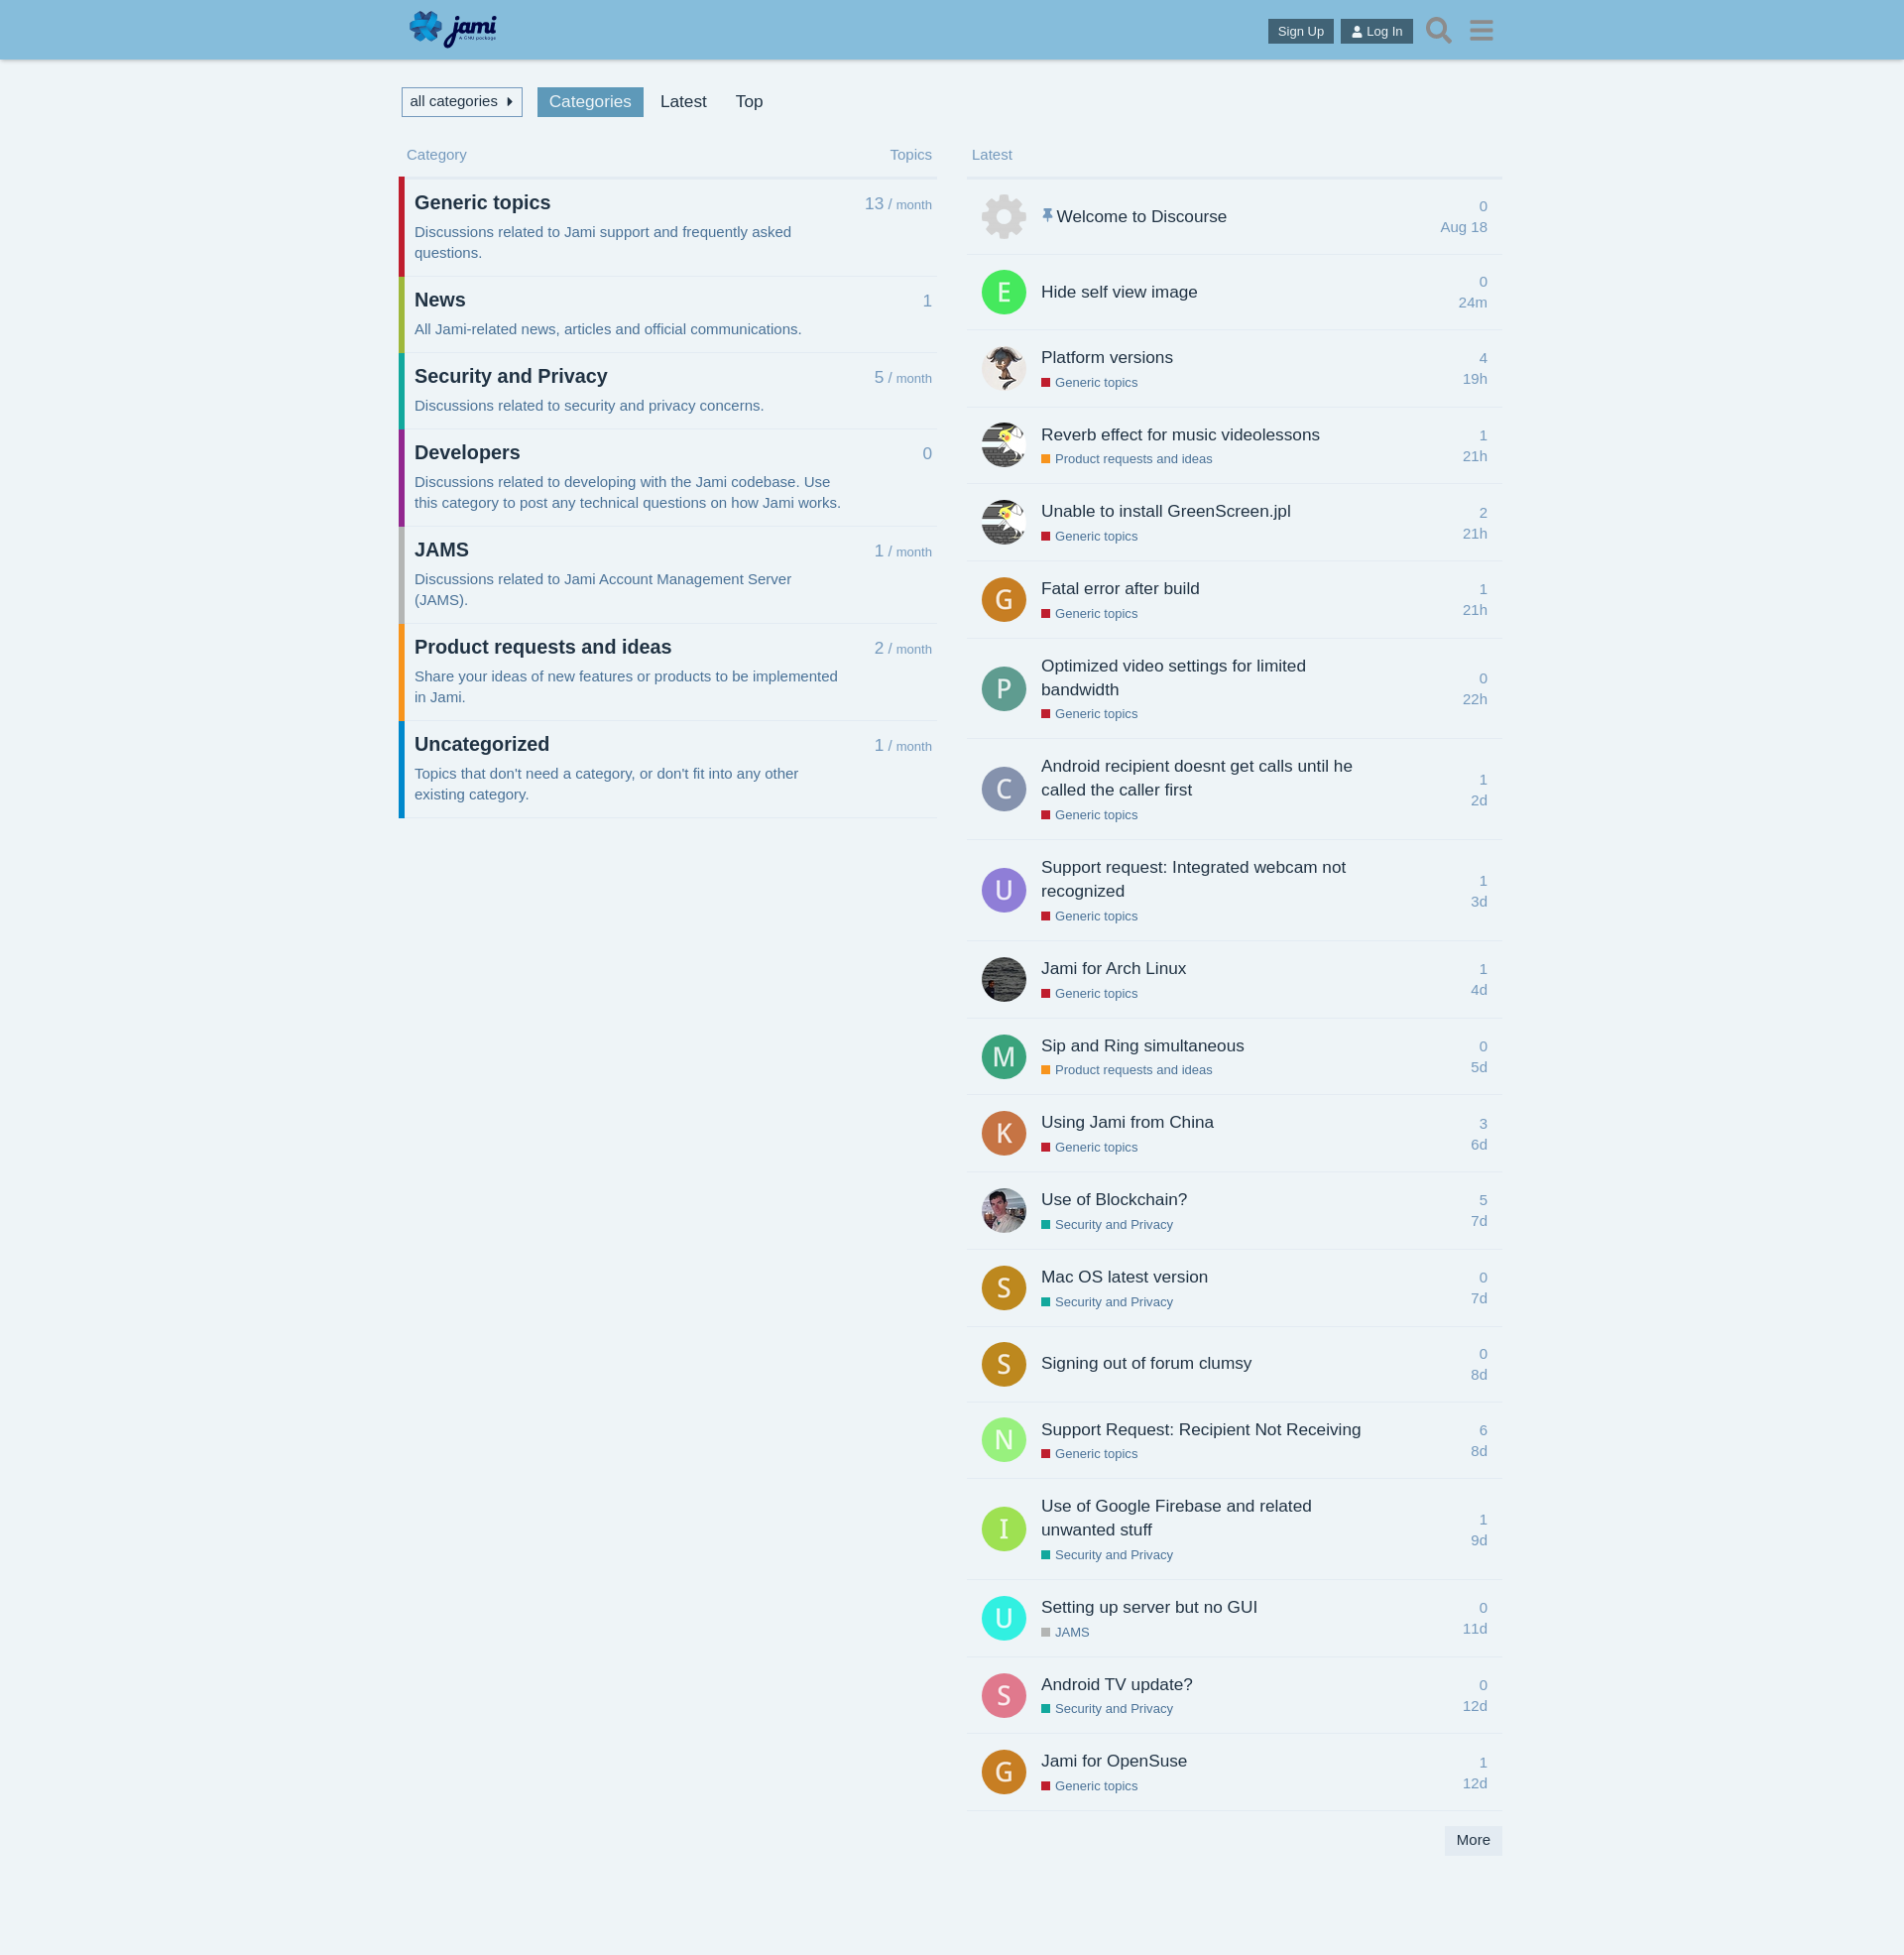 jami
A GNU package
Sign Up
Log In
all categories
Categories
Latest
Top
Category
Topics
Generic topics
13 / month
Discussions related to Jami support and frequently asked
questions.
News
1
All Jami-related news, articles and official communications.
Security and Privacy
5 / month
Discussions related to security and privacy concerns.
Developers
0
Discussions related to developing with the Jami codebase. Use
this category to post any technical questions on how Jami works.
JAMS
1 / month
Discussions related to Jami Account Management Server
(JAMS).
Product requests and ideas
2 / month
Share your ideas of new features or products to be implemented
in Jami.
Uncategorized
1 / month
Topics that don't need a category, or don't fit into any other
existing category.
Latest
Welcome to Discourse
0
Aug 18
E
Hide self view image
0
24m
Platform versions
Generic topics
4
19h
Reverb effect for music videolessons
Product requests and ideas
1
21h
Unable to install GreenScreen.jpl
Generic topics
2
21h
G
Fatal error after build
Generic topics
1
21h
P
Optimized video settings for limited
bandwidth
Generic topics
0
22h
C
Android recipient doesnt get calls until he
called the caller first
Generic topics
1
2d
U
Support request: Integrated webcam not
recognized
Generic topics
1
3d
Jami for Arch Linux
Generic topics
1
4d
M
Sip and Ring simultaneous
Product requests and ideas
0
5d
K
Using Jami from China
Generic topics
3
6d
Use of Blockchain?
Security and Privacy
5
7d
S
Mac OS latest version
Security and Privacy
0
7d
S
Signing out of forum clumsy
0
8d
N
Support Request: Recipient Not Receiving
Generic topics
6
8d
I
Use of Google Firebase and related
unwanted stuff
Security and Privacy
1
9d
U
Setting up server but no GUI
JAMS
0
11d
S
Android TV update?
Security and Privacy
0
12d
G
Jami for OpenSuse
Generic topics
1
12d
More